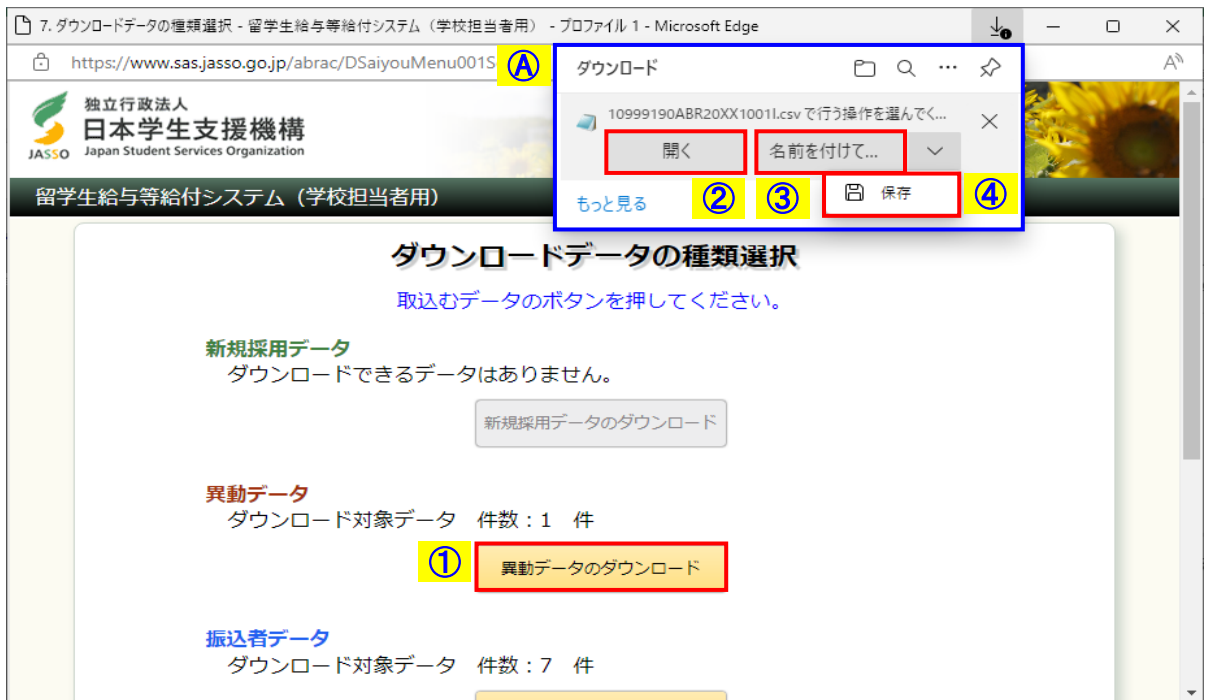 7. ダウンロードデータの種類選択 - 留学生給与等給付システム（学校担当者用） - プロファイル 1 - Microsoft Edge
https://www.sas.jasso.go.jp/abrac/DSaiyouMenu001S
Ⓐ
ダウンロード
10999190ABR20XX1001I.csv で行う操作を選んでく...
開く
名前を付けて...
もっと見る
②
③
保存
④
JASSO
独立行政法人
日本学生支援機構
Japan Student Services Organization
留学生給与等給付システム（学校担当者用）
ダウンロードデータの種類選択
取込むデータのボタンを押してください。
新規採用データ
ダウンロードできるデータはありません。
新規採用データのダウンロード
異動データ
ダウンロード対象データ　件数：1　件
①
異動データのダウンロード
振込者データ
ダウンロード対象データ　件数：7　件